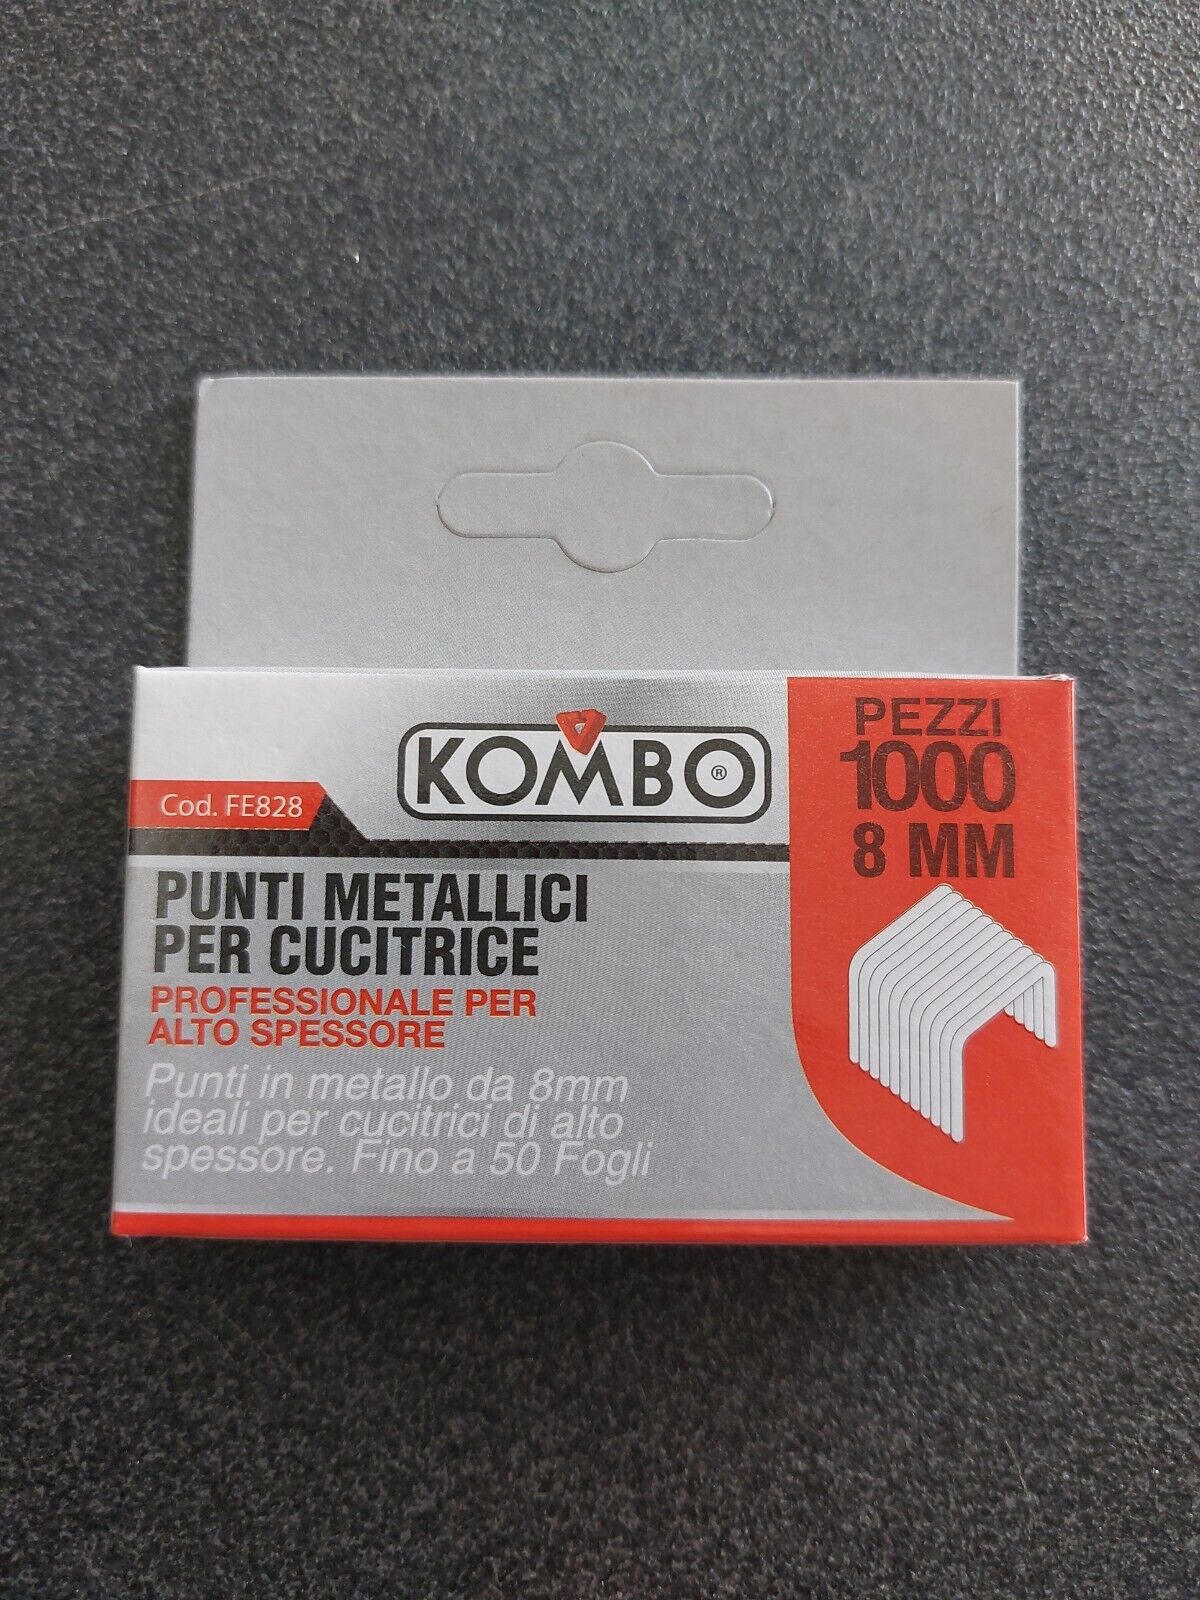 KOMBO®
Cod. FE828
PUNTI METALLICI
PER CUCITRICE
PROFESSIONALE PER
ALTO SPESSORE
Punti in metallo da 8mm
ideali per cucitrici di alto
spessore. Fino a 50 Fogli
PEZZI
1000
8 MM